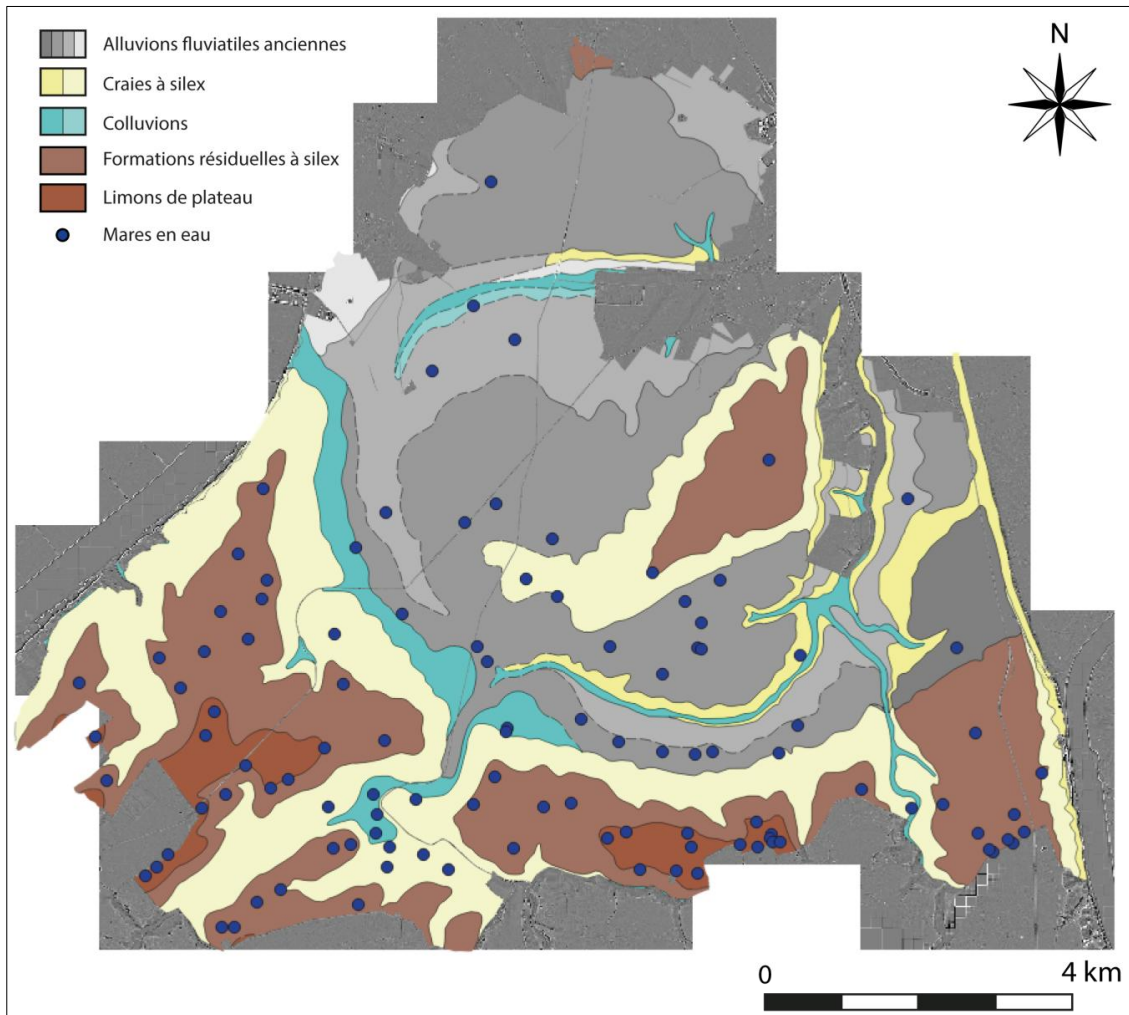 Alluvions fluviatiles anciennes
Craies à silex
Colluvions
Formations résiduelles à silex
Limons de plateau
Mares en eau
N
0 4 km